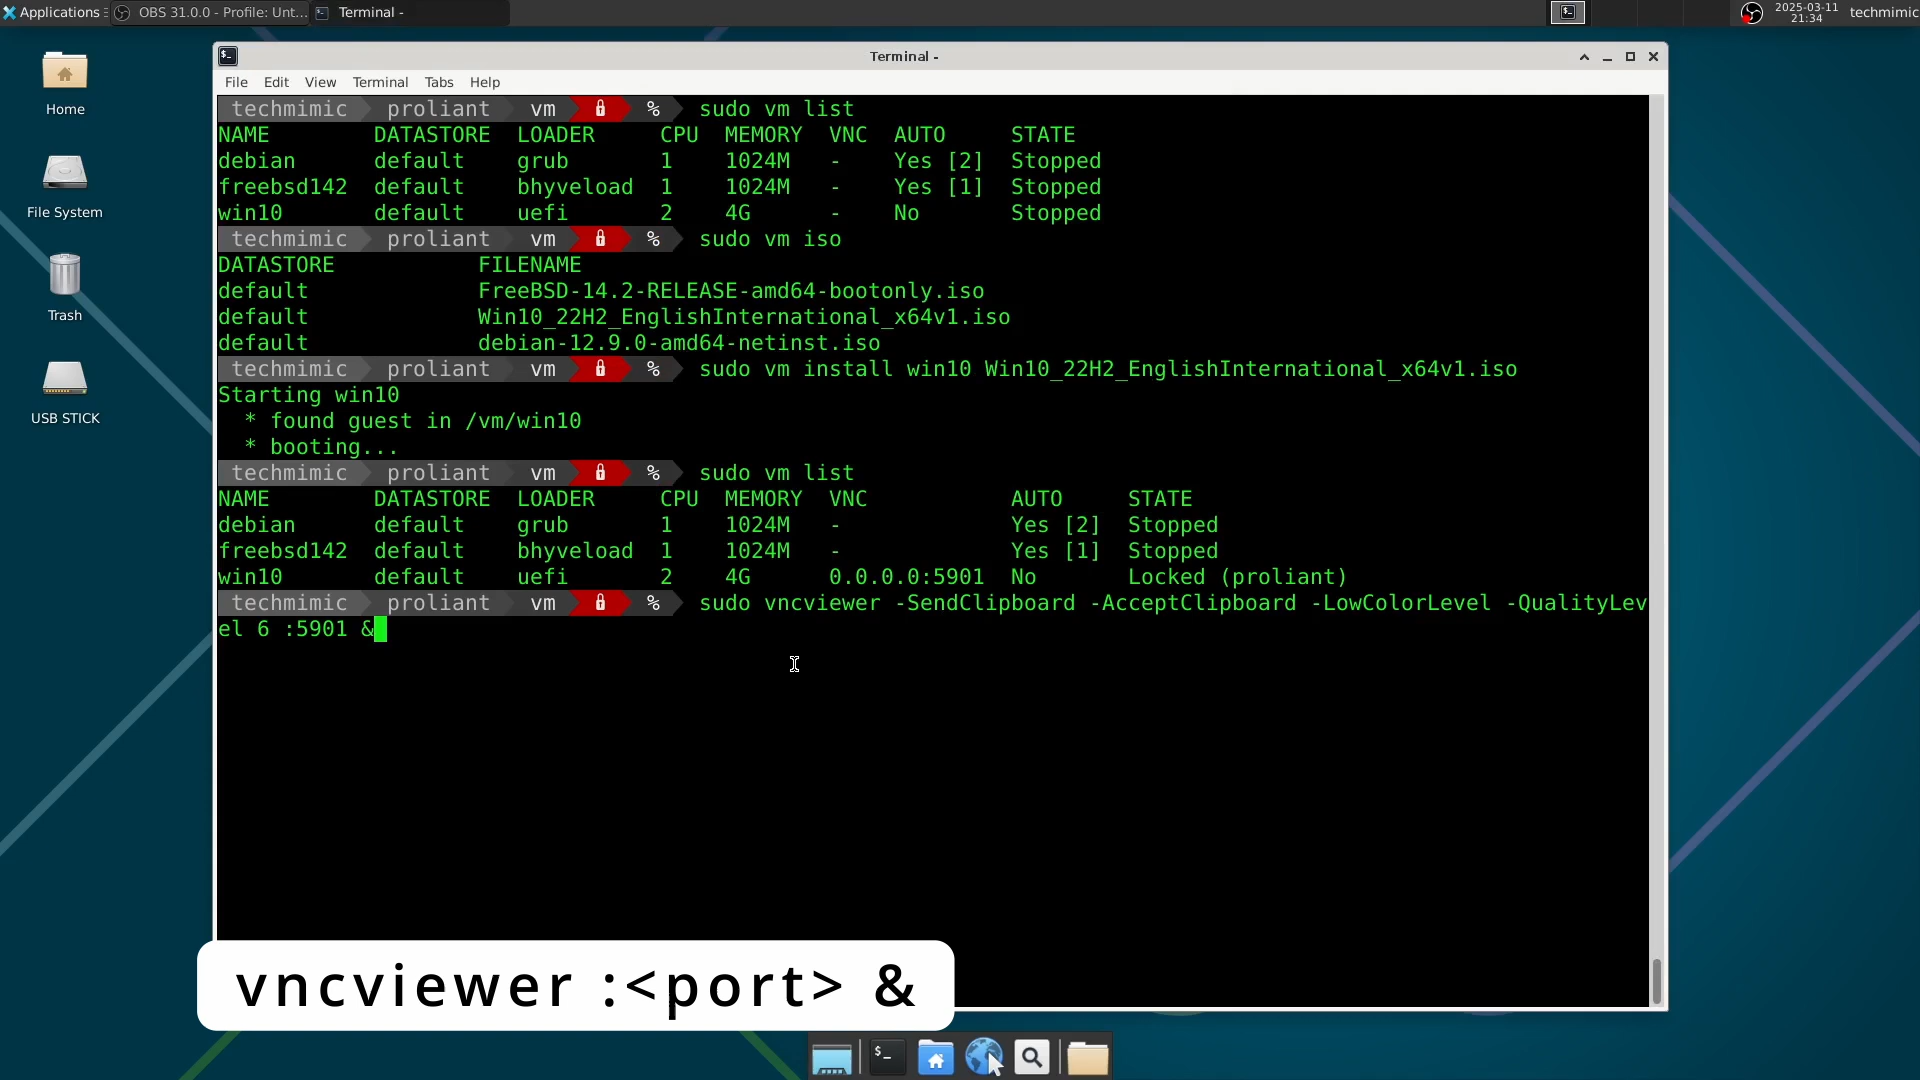 Applications
OBS 31.0.0 - Profile: Unt...
Terminal -
2025-03-11
21:34
techmimic
Home
File System
Trash
USB STICK
Terminal -
File Edit View Terminal Tabs Help
techmimic proliant vm % sudo vm list
NAME DATASTORE LOADER CPU MEMORY VNC AUTO STATE
debian default grub 1 1024M - Yes [2] Stopped
freebsd142 default bhyveload 1 1024M - Yes [1] Stopped
win10 default uefi 2 4G - No Stopped
techmimic proliant vm % sudo vm iso
DATASTORE FILENAME
default FreeBSD-14.2-RELEASE-amd64-bootonly.iso
default Win10_22H2_EnglishInternational_x64v1.iso
default debian-12.9.0-amd64-netinst.iso
techmimic proliant vm % sudo vm install win10 Win10_22H2_EnglishInternational_x64v1.iso
Starting win10
* found guest in /vm/win10
* booting...
techmimic proliant vm % sudo vm list
NAME DATASTORE LOADER CPU MEMORY VNC AUTO STATE
debian default grub 1 1024M - Yes [2] Stopped
freebsd142 default bhyveload 1 1024M - Yes [1] Stopped
win10 default uefi 2 4G 0.0.0.0:5901 No Locked (proliant)
techmimic proliant vm % sudo vncviewer -SendClipboard -AcceptClipboard -LowColorLevel -QualityLev
el 6 :5901 &
vncviewer :<port> &